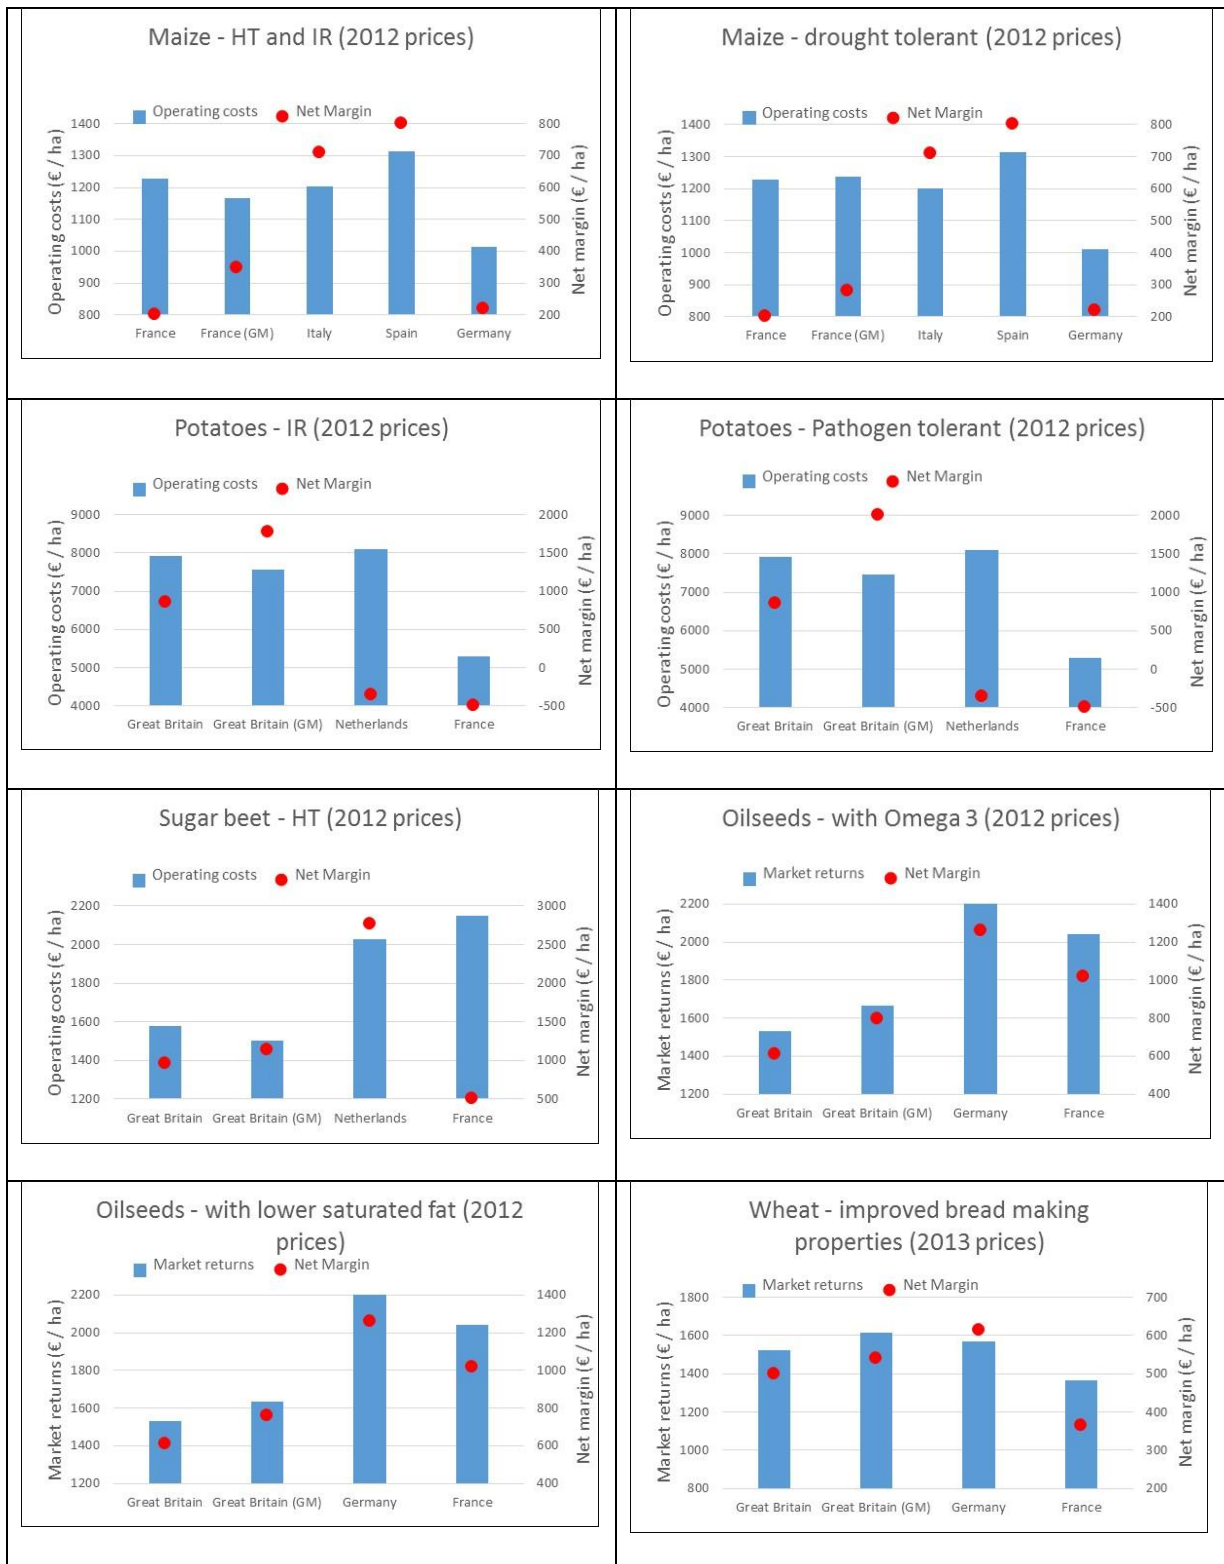 Maize - HT and IR (2012 prices)
Operating costs
Net Margin
Operating costs (€ / ha)
1400
1300
1200
1100
1000
900
800
800
700
600
500
400
300
200
Net margin (€ / ha)
France
France (GM)
Italy
Spain
Germany
Maize - drought tolerant (2012 prices)
Operating costs
Net Margin
Operating costs (€ / ha)
1400
1300
1200
1100
1000
900
800
800
700
600
500
400
300
200
Net margin (€ / ha)
France
France (GM)
Italy
Spain
Germany
Potatoes - IR (2012 prices)
Operating costs
Net Margin
Operating costs (€ / ha)
9000
8000
7000
6000
5000
4000
2000
1500
1000
500
0
-500
Net margin (€ / ha)
Great Britain
Great Britain (GM)
Netherlands
France
Potatoes - Pathogen tolerant (2012 prices)
Operating costs
Net Margin
Operating costs (€ / ha)
9000
8000
7000
6000
5000
4000
2000
1500
1000
500
0
-500
Net margin (€ / ha)
Great Britain
Great Britain (GM)
Netherlands
France
Sugar beet - HT (2012 prices)
Operating costs
Net Margin
Operating costs (€ / ha)
2200
2000
1800
1600
1400
1200
3000
2500
2000
1500
1000
500
Net margin (€ / ha)
Great Britain
Great Britain (GM)
Netherlands
France
Oilseeds - with Omega 3 (2012 prices)
Market returns
Net Margin
Market returns (€ / ha)
2200
2000
1800
1600
1400
1200
1400
1200
1000
800
600
400
Net margin (€ / ha)
Great Britain
Great Britain (GM)
Germany
France
Oilseeds - with lower saturated fat (2012
prices)
Market returns
Net Margin
Market returns (€ / ha)
2200
2000
1800
1600
1400
1200
1400
1200
1000
800
600
400
Net margin (€ / ha)
Great Britain
Great Britain (GM)
Germany
France
Wheat - improved bread making
properties (2013 prices)
Market returns
Net Margin
Market returns (€ / ha)
1800
1600
1400
1200
1000
800
700
600
500
400
300
200
Net margin (€ / ha)
Great Britain
Great Britain (GM)
Germany
France